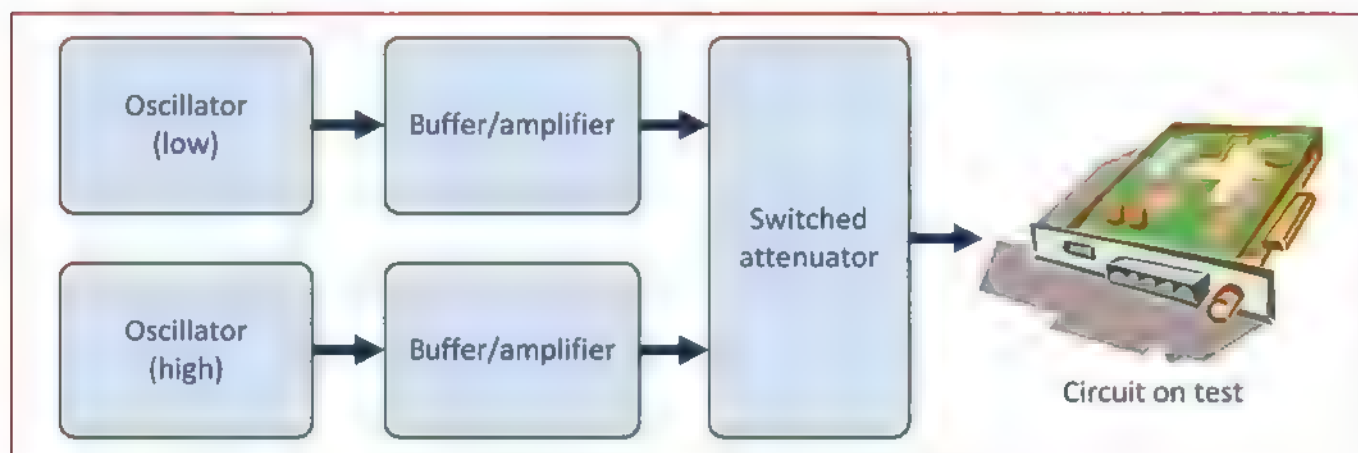 Oscillator
(low)
Buffer/amplifier
Switched
attenuator
Oscillator
(high)
Buffer/amplifier
Circuit on test